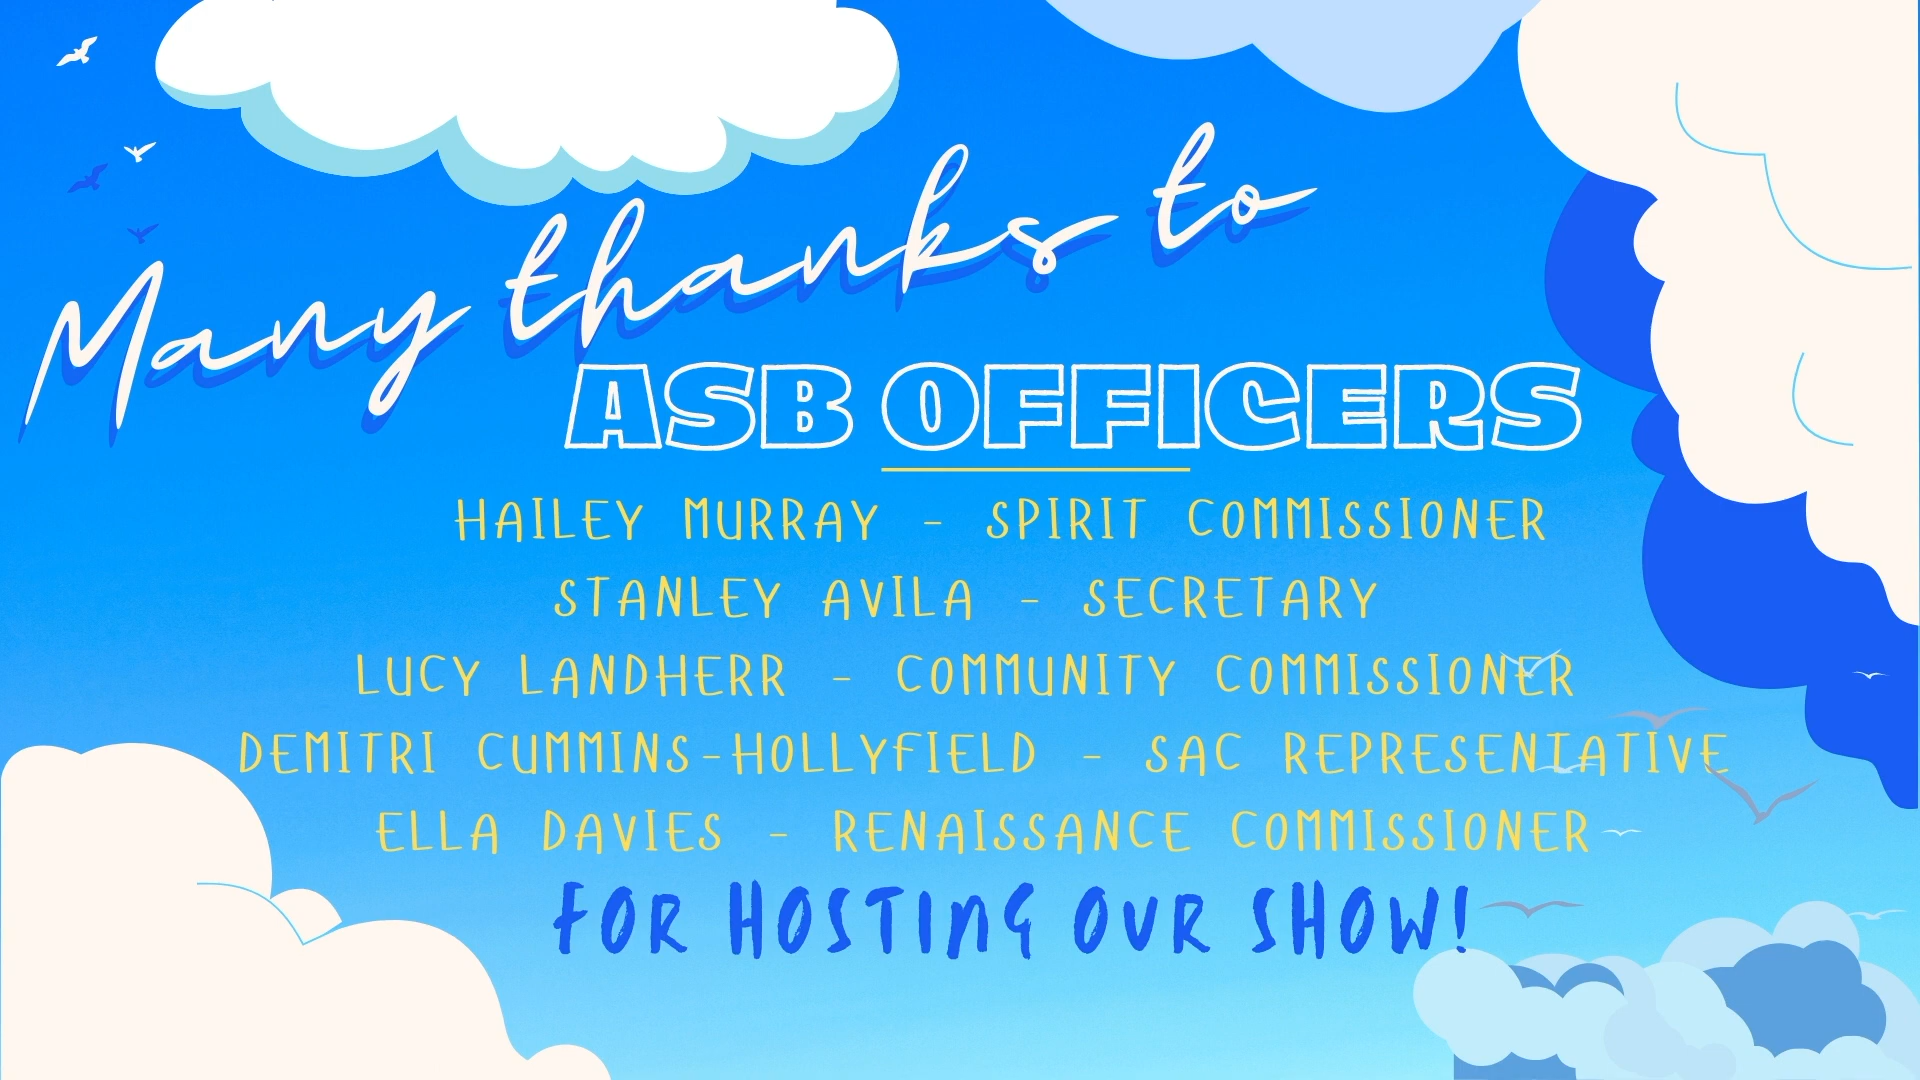 Many thanks to
ASB OFFICERS
HAILEY MURRAY - SPIRIT COMMISSIONER
STANLEY AVILA - SECRETARY
LUCY LANDHERR - COMMUNITY COMMISSIONER
DEMITRI CUMMINS-HOLLYFIELD - SAC REPRESENTATIVE
ELLA DAVIES - RENAISSANCE COMMISSIONER
FOR HOSTING OUR SHOW!